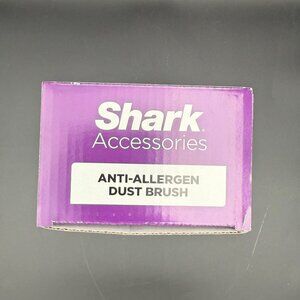 Shark
Accessories
ANTI-ALLERGEN
DUST BRUSH